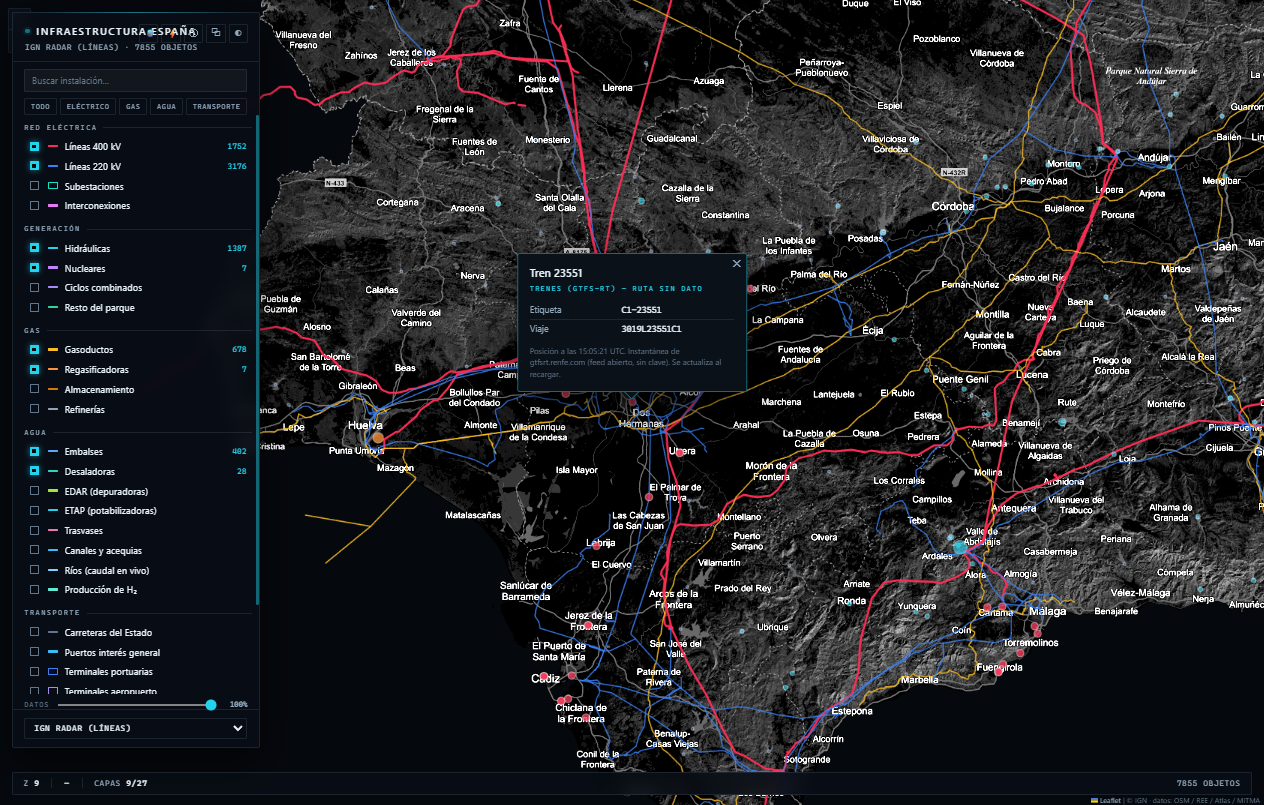 INFRAESTRUCTURA ESPAÑA
IGN RADAR (LÍNEAS) · 7855 OBJETOS
Buscar instalación...
TODO ELÉCTRICO GAS AGUA TRANSPORTE
RED ELÉCTRICA
Líneas 400 kV 1752
Líneas 220 kV 3176
Subestaciones
Interconexiones
GENERACIÓN
Hidráulicas 1387
Nucleares 7
Ciclos combinados
Resto del parque
GAS
Gasoductos 678
Regasificadoras 7
Almacenamiento
Refinerías
AGUA
Embalses 402
Desaladoras 28
EDAR (depuradoras)
ETAP (potabilizadoras)
Trasvases
Canales y acequias
Ríos (caudal en vivo)
Producción de H₂
TRANSPORTE
Carreteras del Estado
Puertos interés general
Terminales portuarias
Terminales aeropuerto
DATOS 100%
IGN RADAR (LÍNEAS)
Z 9 — CAPAS 9/27
7855 OBJETOS
Leaflet | © IGN · datos: OSM / REE / Atlas / MITMA
Tren 23551
TRENES (GTFS-RT) — RUTA SIN DATO
Etiqueta C1-23551
Viaje 3019L23551C1
Posición a las 15:05:21 UTC. Instantánea de
gtfsrt.renfe.com (feed abierto, sin clave). Se actualiza al
recargar.
Duque
El Viso
Zafra
Villanueva del
Fresno
Zahínos
Jerez de los
Caballeros
Pozoblanco
Villanueva de
Córdoba
Peñarroya-
Pueblonuevo
Parque Natural Sierra de
Andújar
Fuente de
Cantos
Llerena
Azuaga
Espiel
Fregenal de la
Sierra
Fuentes de
León
Monesterio
Guadalcanal
Villaviciosa de
Córdoba
Bailén
Montoro
Andújar
N-432R
N-433
Pedro Abad
Lopera
Arjona
Mengíbar
Cortegana
Aracena
Santa Olalla
del Cala
Cazalla de la
Sierra
Constantina
Córdoba
Bujalance
Porcuna
Posadas
La Puebla de
los Infantes
Jaén
Nerva
Palma del Río
Martos
Calañas
Fernán-Núñez
Castro del Río
Puebla de
Guzmán
Valverde del
Camino
La Campana
Écija
Montilla
Nueva
Carteya
Baena
Alcaudete
Valdepeñas
de Jaén
Alosno
Luque
Aguilar de la
Frontera
San Bartolomé
de la Torre
Beas
Fuentes de
Andalucía
Cabra
Priego de
Córdoba
Alcalá la Real
Gibraleón
Bollullos Par
del Condado
Puente Genil
Lucena
Marchena
Lantejuela
El Rubio
Rute
Montefrío
Pilas
Dos
Hermanas
Huelva
Lepe
Almonte
Villamanrique
de la Condesa
Arahal
Estepa
Benamejí
Pinos Puente
La Puebla de
Cazalla
Osuna
Pedrera
Alameda
Villanueva de
Algaidas
Loja
Cijuela
Punta Umbría
Utrera
Mazagón
Isla Mayor
Morón de la
Frontera
Mollina
Archidona
Los Corrales
El Palmar de
Troya
Campillos
Villanueva del
Trabuco
Matalascañas
Las Cabezas
de San Juan
Montellano
Antequera
Teba
Alhama de
Granada
Lebrija
Puerto
Serrano
Olvera
Valle de
Abdalajís
Periana
Ardales
Casabermeja
El Cuervo
Villamartín
Álora
Almogía
Cómpeta
Sanlúcar de
Barrameda
Prado del Rey
Arriate
Arcos de la
Frontera
Ronda
Yunquera
Vélez-Málaga
Nerja
Cártama
Málaga
Benajarafe
Jerez de la
Frontera
Ubrique
Coín
Torremolinos
El Puerto de
Santa María
San José del
Valle
Fuengirola
Cádiz
Paterna de
Rivera
Marbella
Chiclana de
la Frontera
Estepona
Benalup-
Casas Viejas
Alcorrín
Conil de la
Frontera
Sotogrande